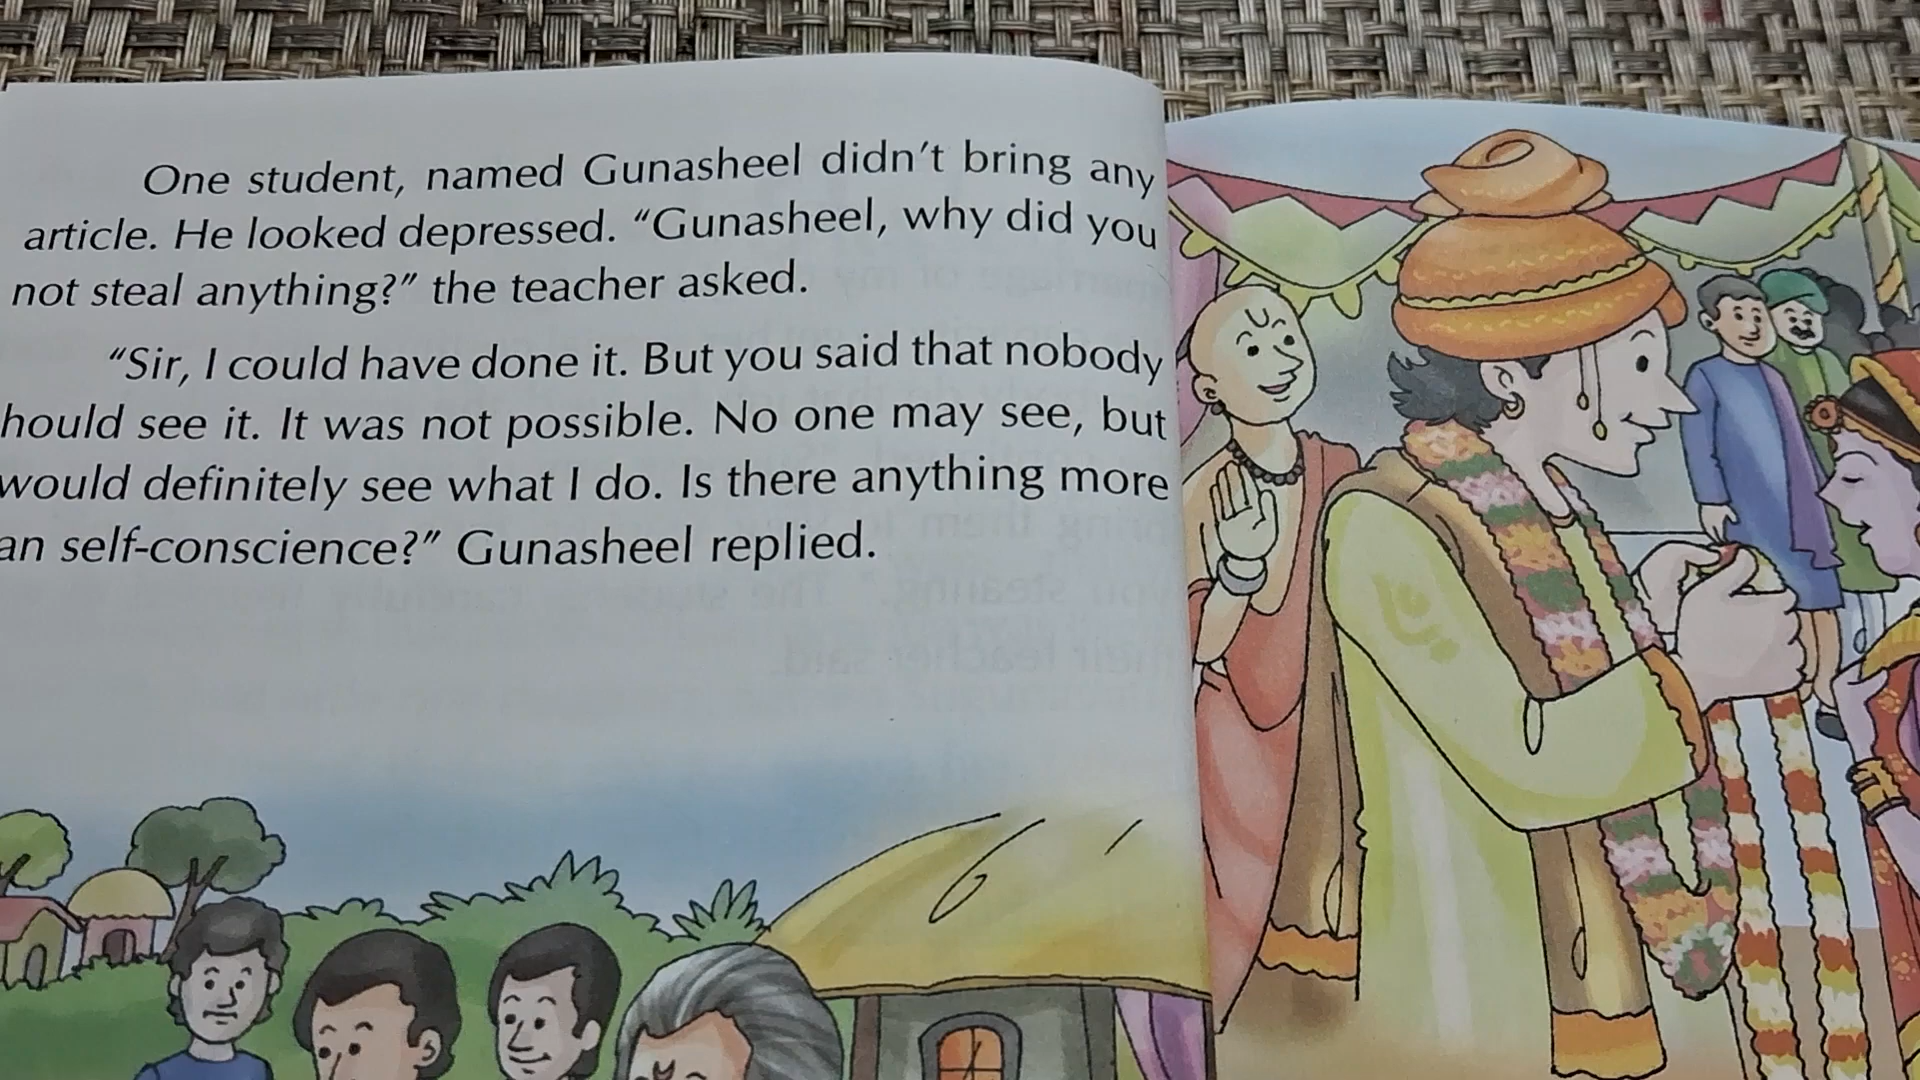 One student, named Gunasheel didn't bring any
article. He looked depressed. “Gunasheel, why did you
not steal anything?” the teacher asked.
“Sir, I could have done it. But you said that nobody
hould see it. It was not possible. No one may see, but
would definitely see what I do. Is there anything more
an self-conscience?” Gunasheel replied.